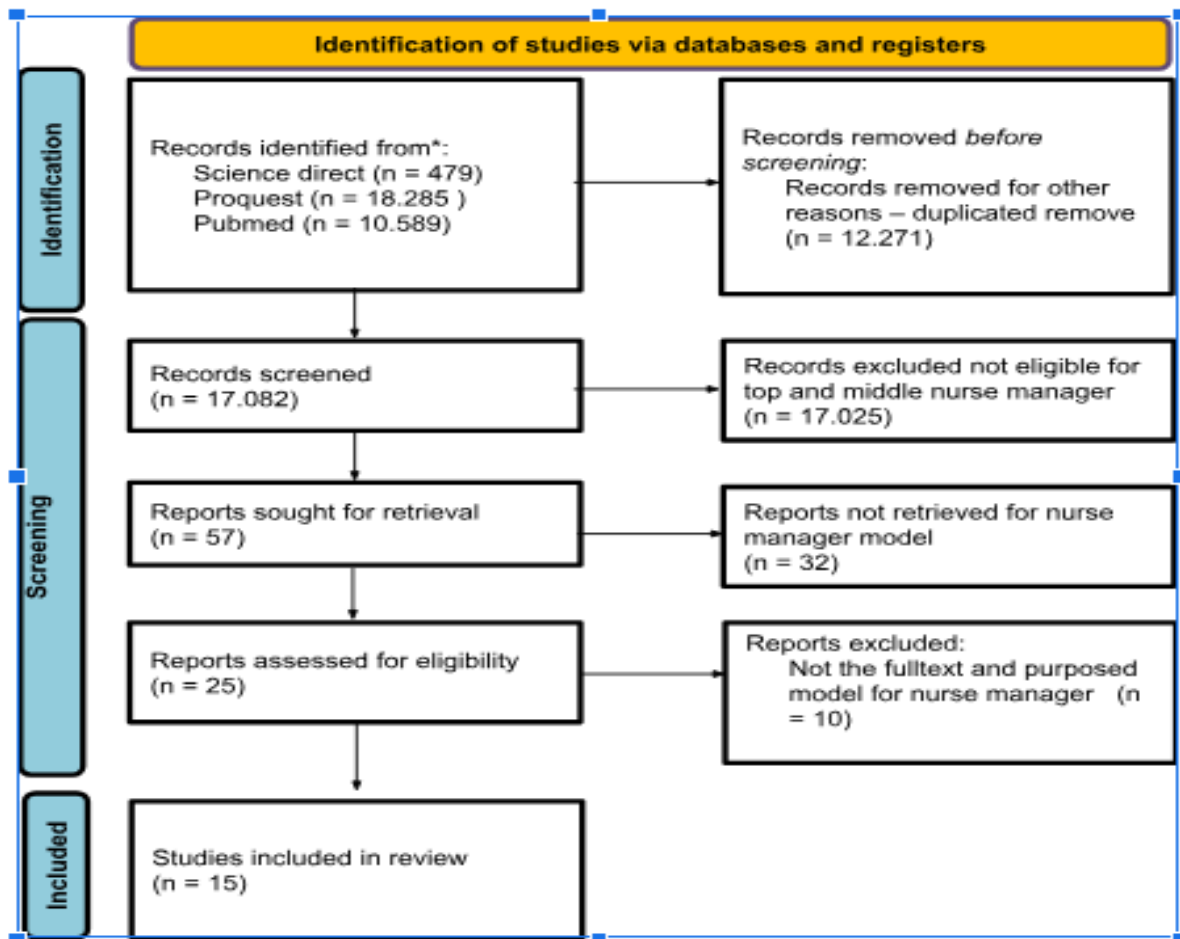 Identification of studies via databases and registers
Identification
Records identified from*:
Science direct (n = 479)
Proquest (n = 18.285 )
Pubmed (n = 10.589)
Records removed before
screening:
Records removed for other
reasons – duplicated remove
(n = 12.271)
Screening
Records screened
(n = 17.082)
Records excluded not eligible for
top and middle nurse manager
(n = 17.025)
Reports sought for retrieval
(n = 57)
Reports not retrieved for nurse
manager model
(n = 32)
Reports assessed for eligibility
(n = 25)
Reports excluded:
Not the fulltext and purposed
model for nurse manager (n
= 10)
Included
Studies included in review
(n = 15)